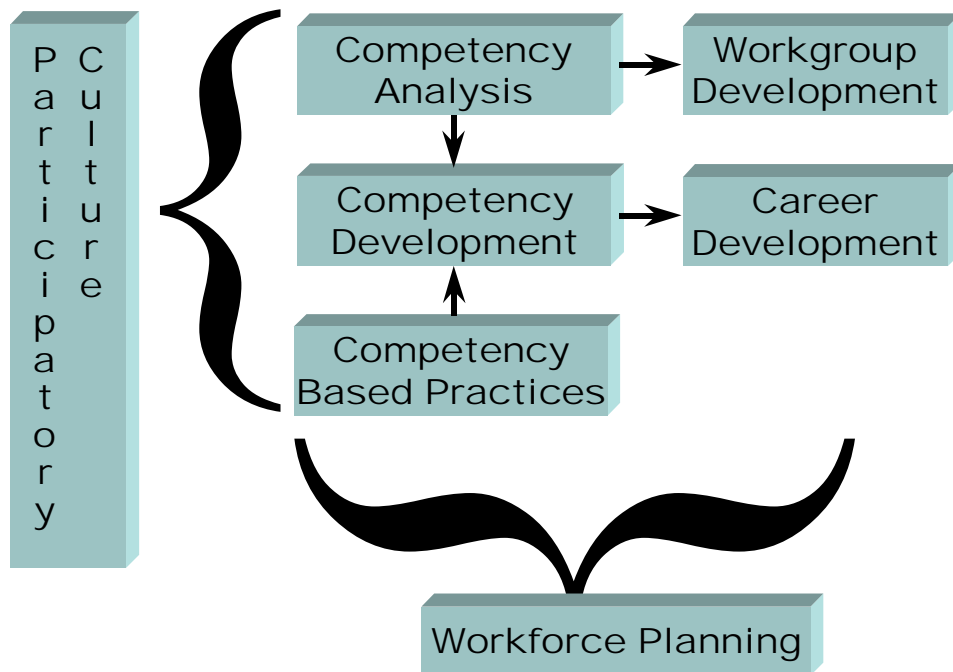 Participatory
Culture
Competency
Analysis
Workgroup
Development
Competency
Development
Career
Development
Competency
Based Practices
Workforce Planning